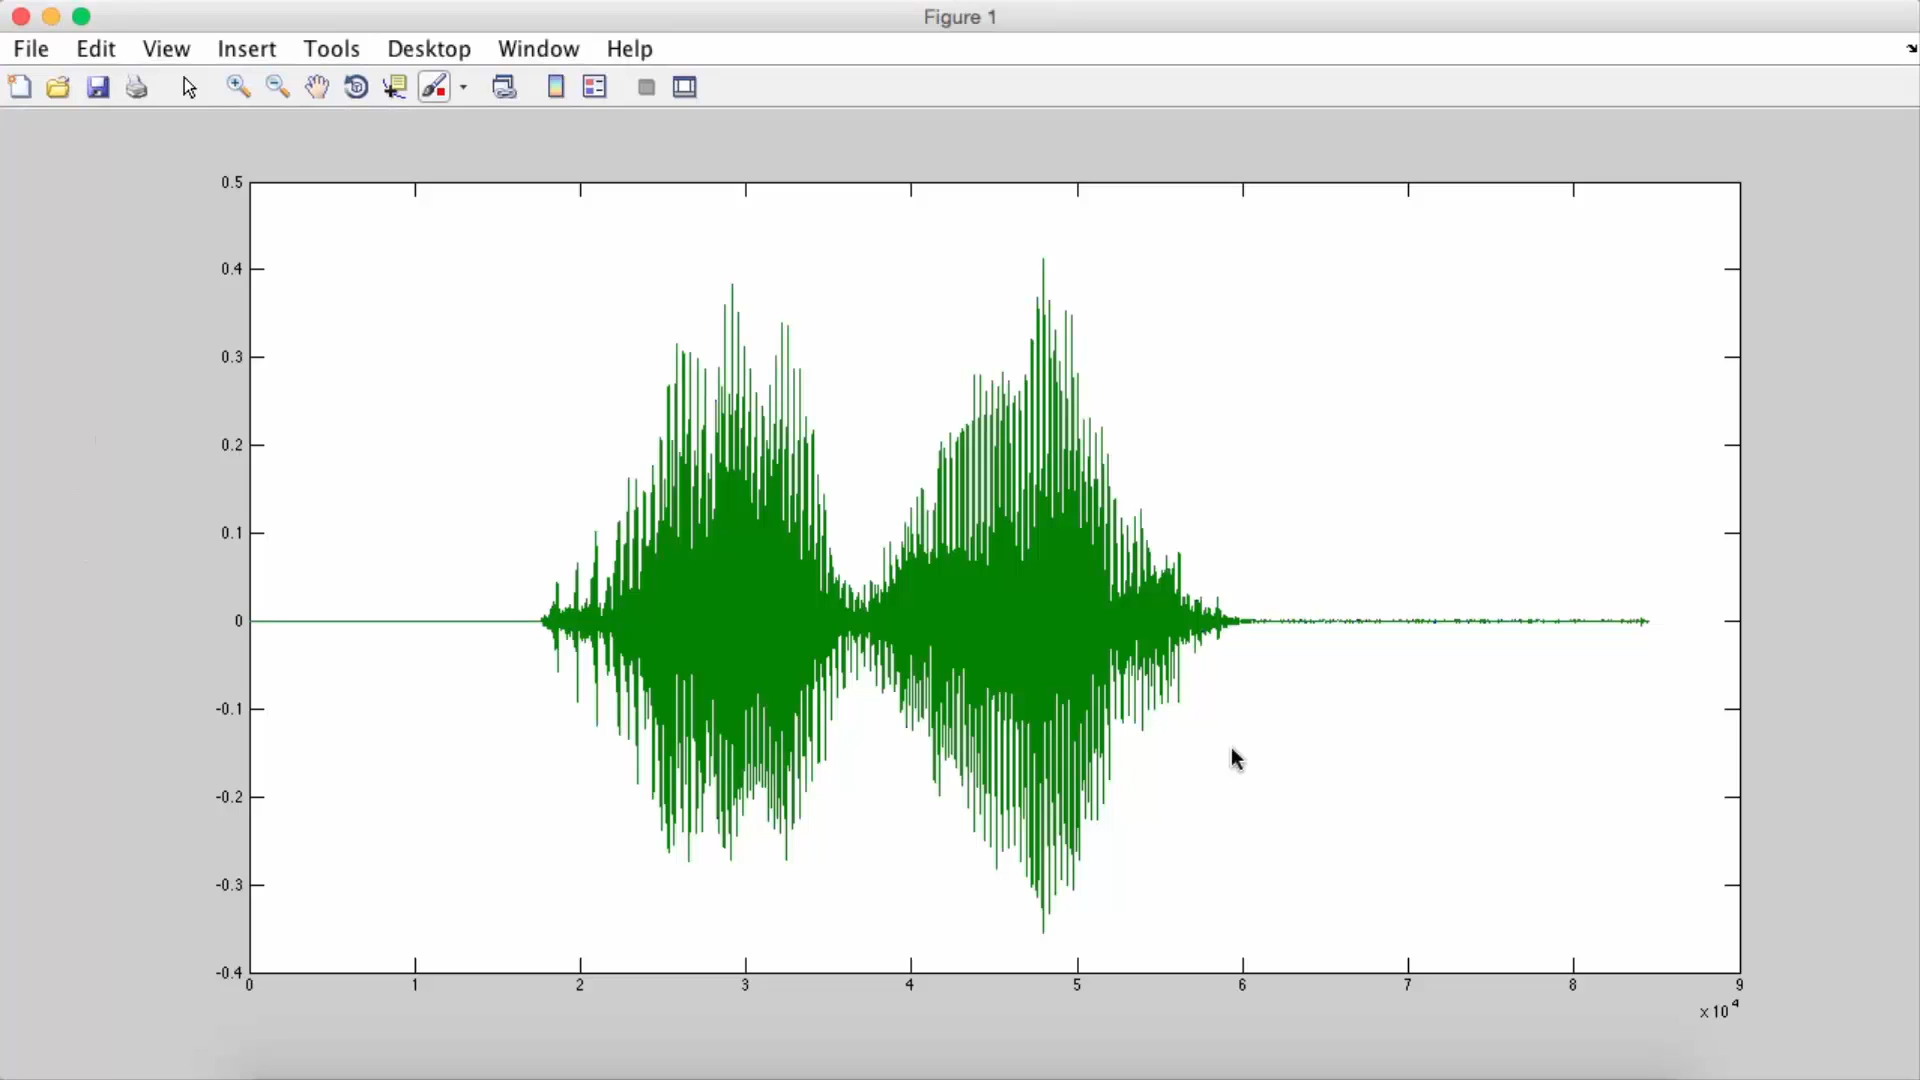 Figure 1
File Edit View Insert Tools Desktop Window Help
0.5
0.4
0.3
0.2
0.1
0
-0.1
-0.2
-0.3
-0.4
0 1 2 3 4 5 6 7 8 9
x 10⁴